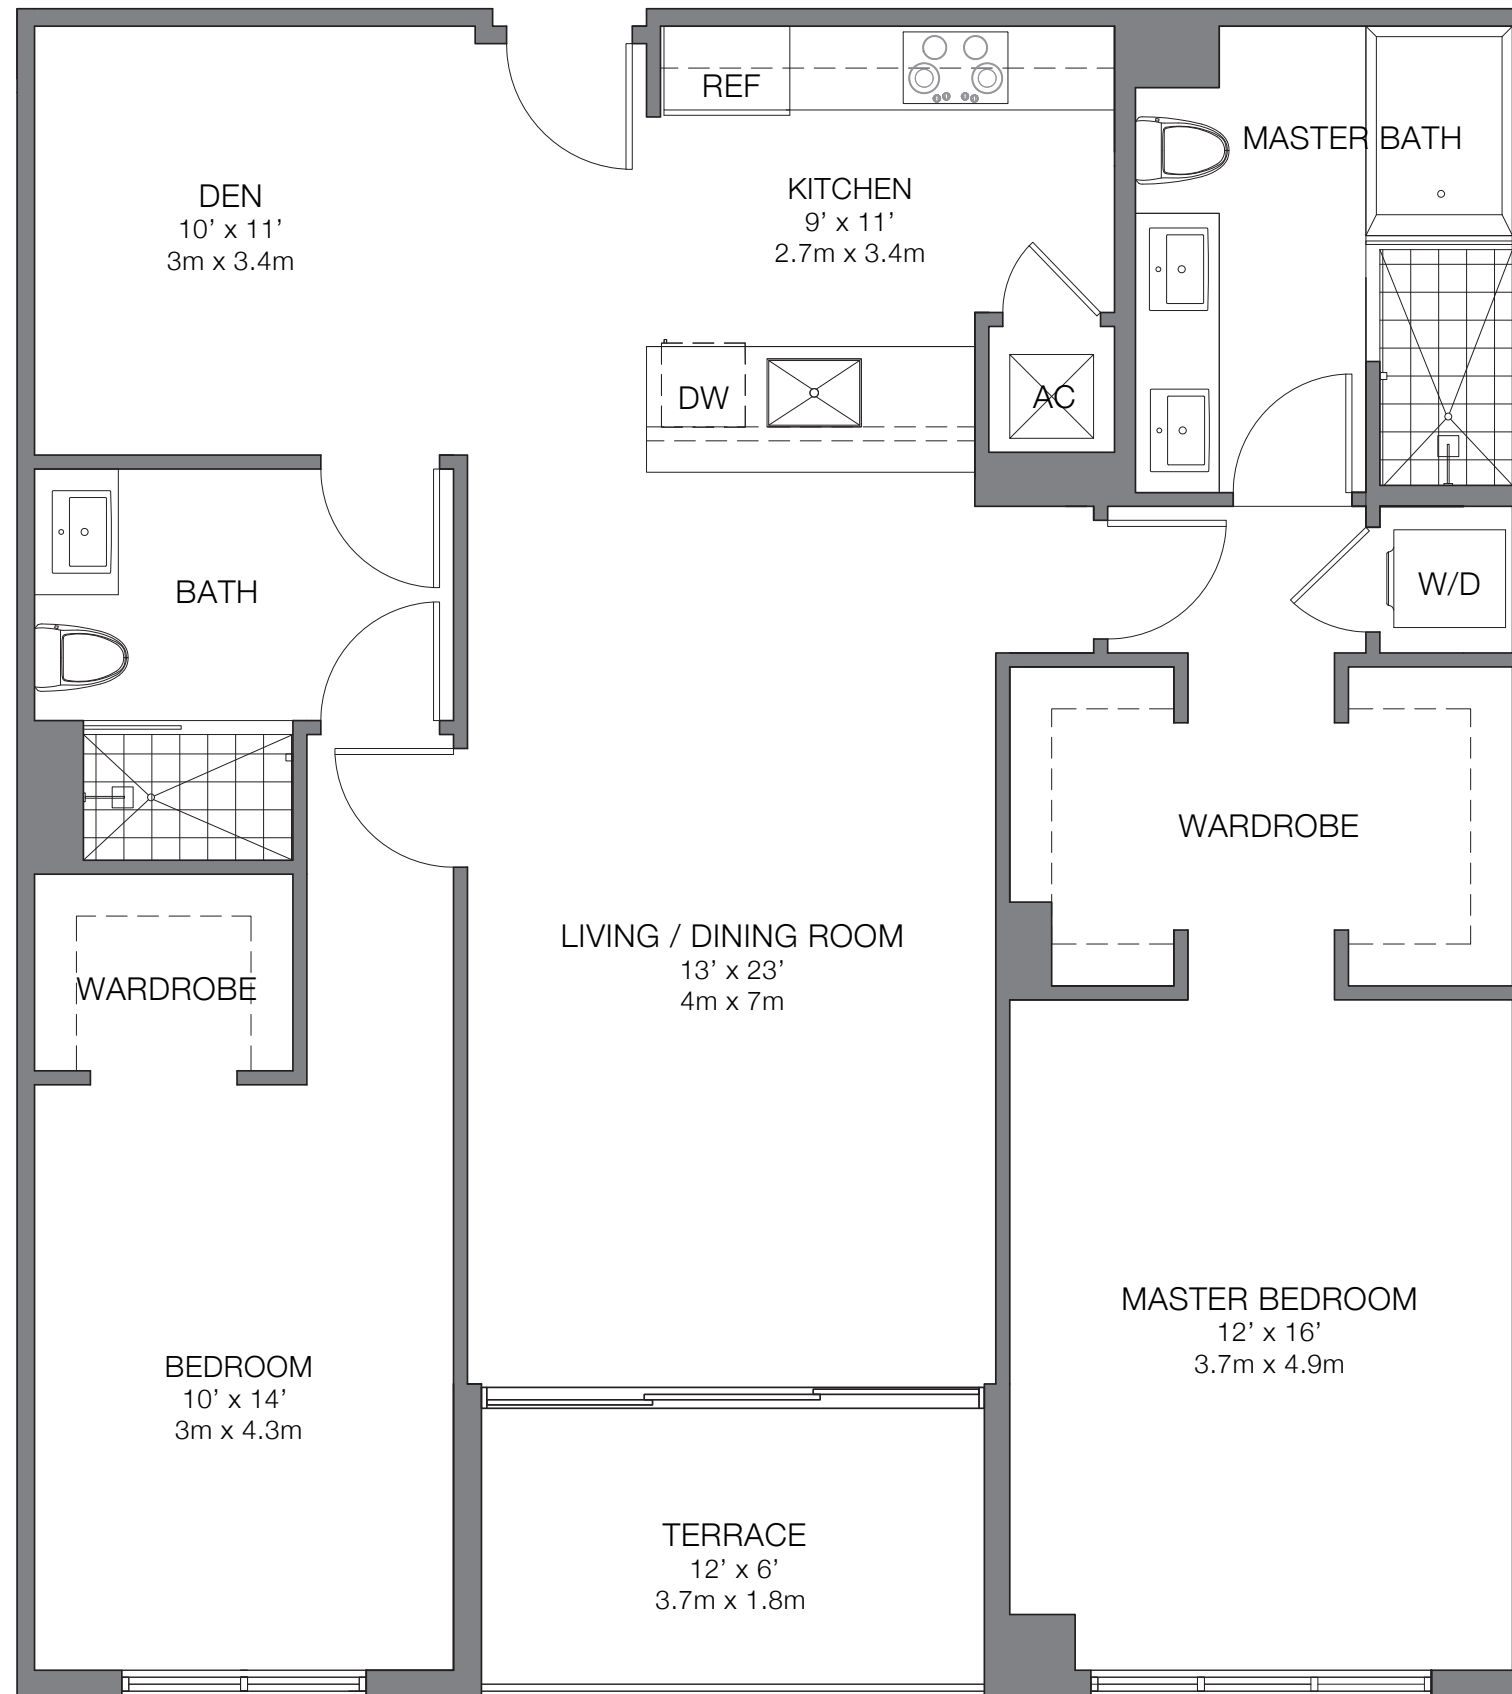 REF
MASTER BATH
DEN
10’ x 11’
3m x 3.4m
KITCHEN
9’ x 11’
2.7m x 3.4m
DW
AC
BATH
W/D
WARDROBE
LIVING / DINING ROOM
13’ x 23’
4m x 7m
WARDROBE
MASTER BEDROOM
12’ x 16’
3.7m x 4.9m
BEDROOM
10’ x 14’
3m x 4.3m
TERRACE
12’ x 6’
3.7m x 1.8m